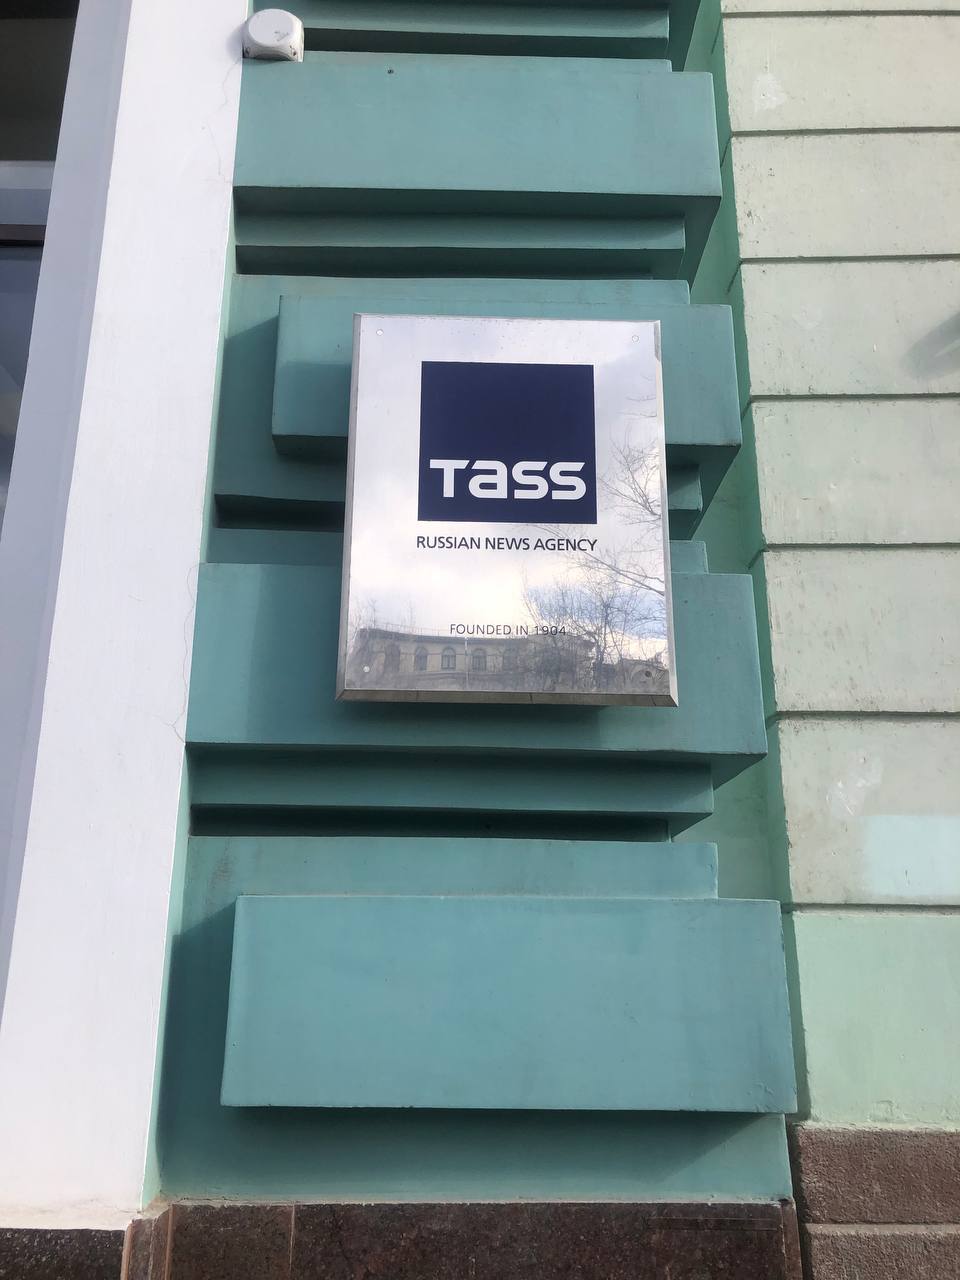 TASS
RUSSIAN NEWS AGENCY
FOUNDED IN 1904